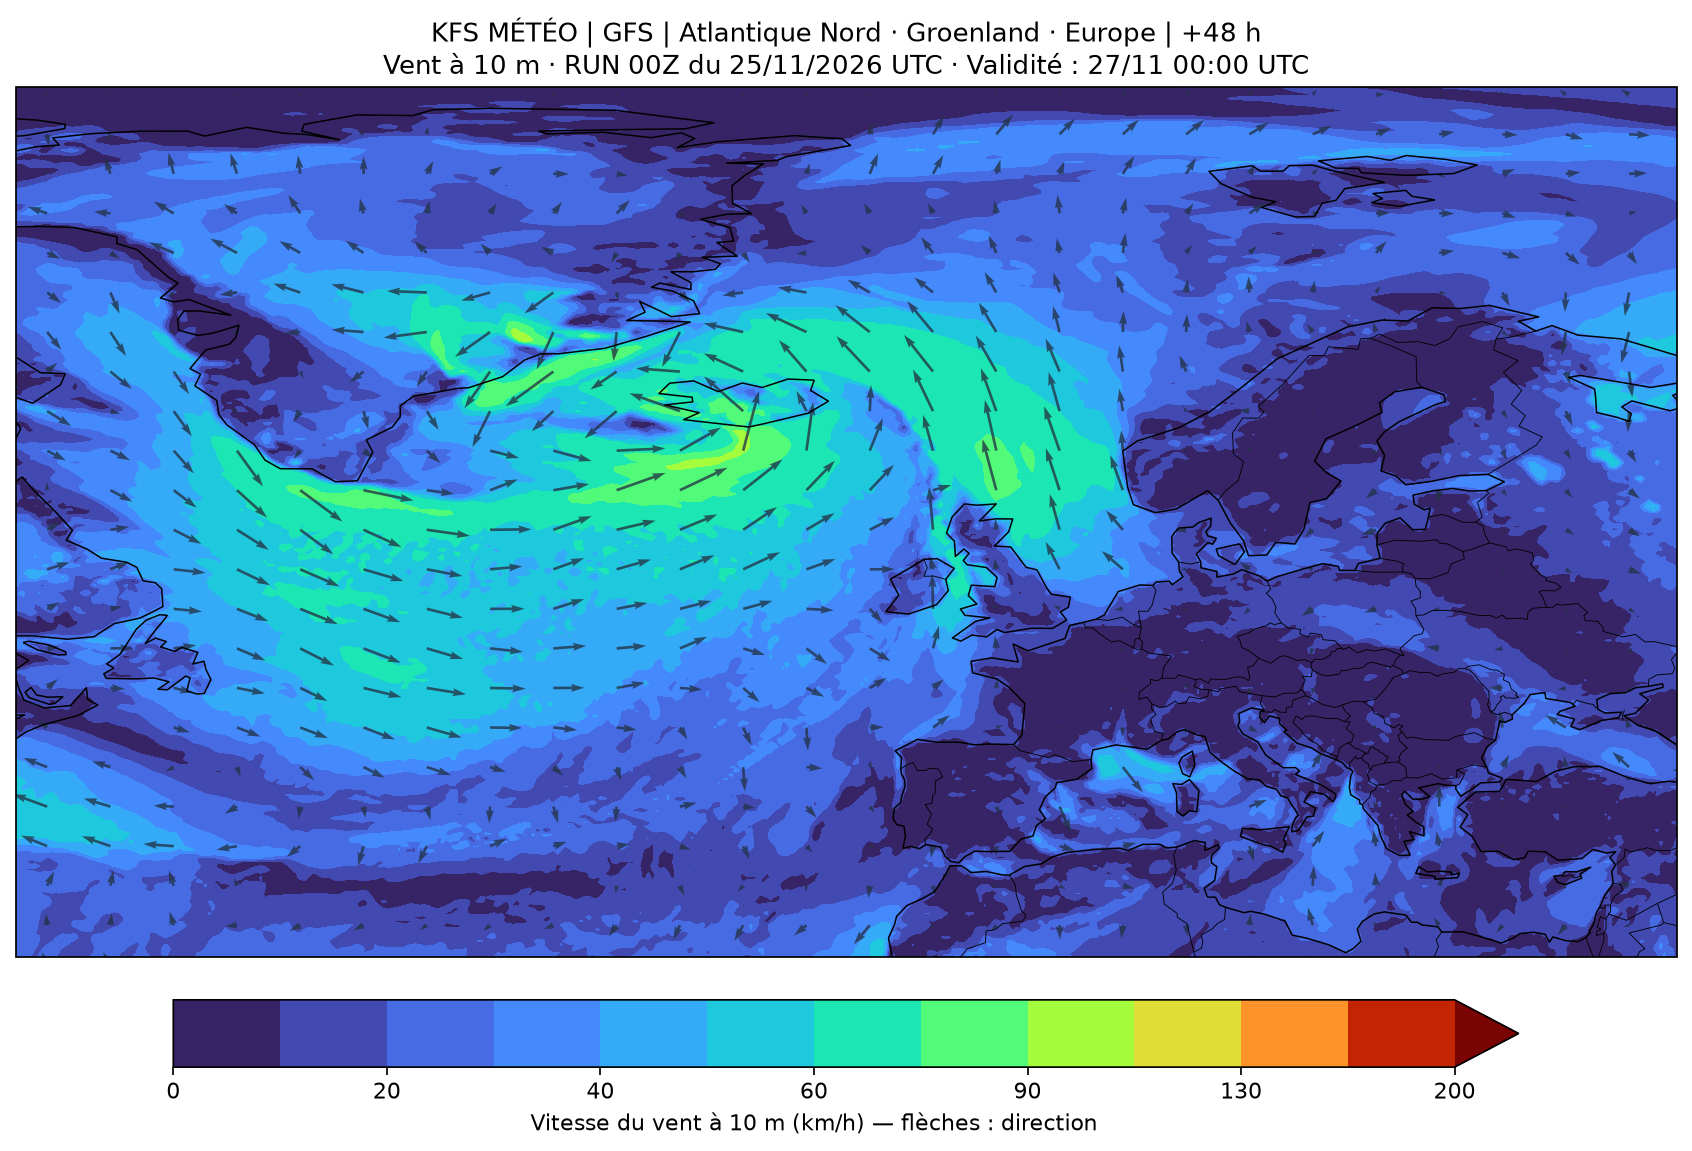 KFS MÉTÉO | GFS | Atlantique Nord · Groenland · Europe | +48 h
Vent à 10 m · RUN 00Z du 25/11/2026 UTC · Validité : 27/11 00:00 UTC
0 20 40 60 90 130 200
Vitesse du vent à 10 m (km/h) — flèches : direction